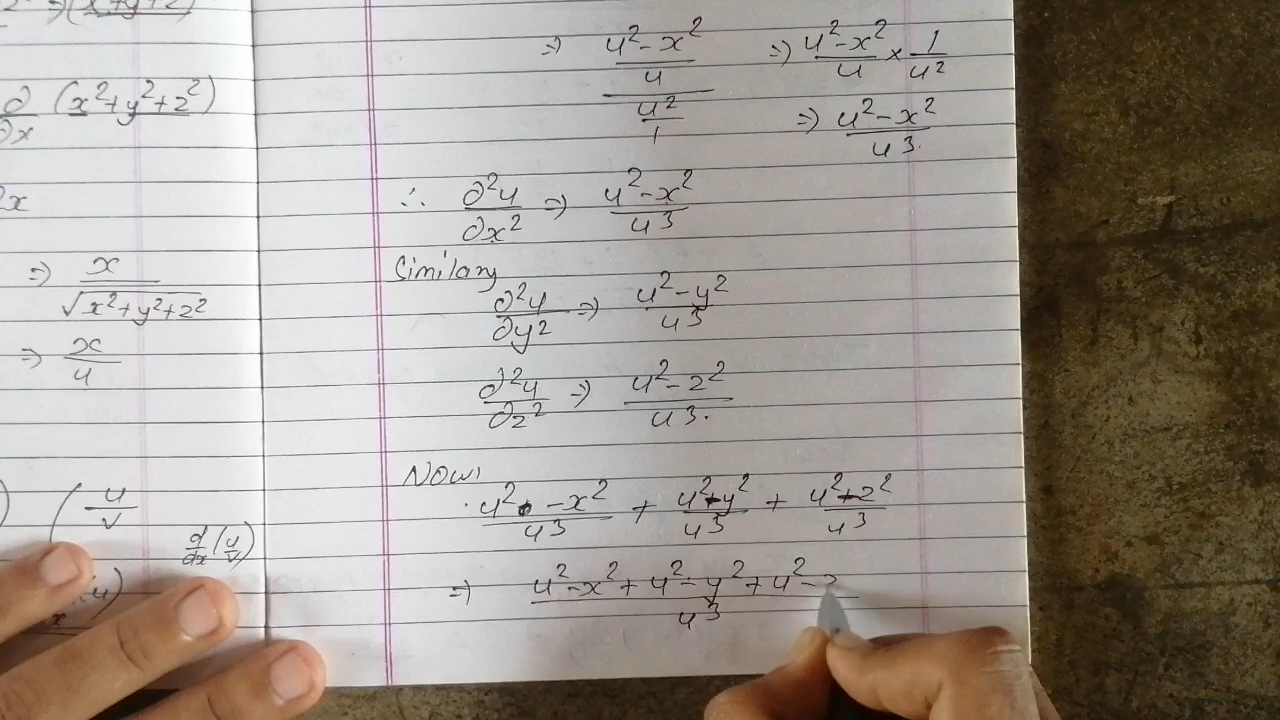 (x+y+z)
∂/∂x (x²+y²+z²)
2x
⇒ x/√x²+y²+z²
⇒ x/u
(u/v
d/dx (u/v)
⇒ ((u²-x²)/u)/(u²/1) ⇒ (u²-x²)/u × 1/u²
⇒ (u²-x²)/u³.
∴ ∂²u/∂x² ⇒ (u²-x²)/u³
Similary
∂²u/∂y² ⇒ (u²-y²)/u³
∂²u/∂z² ⇒ (u²-z²)/u³.
Now,
(u²-x²)/u³ + (u²-y²)/u³ + (u²-z²)/u³
⇒ (u²-x²+u²-y²+u²-)/u³